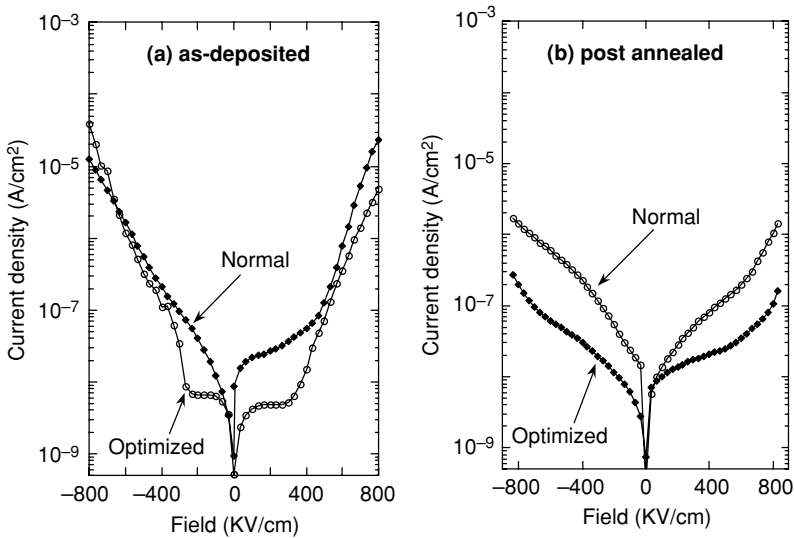 (a) as-deposited
Current density (A/cm²)
10⁻³
10⁻⁵
10⁻⁷
10⁻⁹
Normal
Optimized
−800 −400 0 400 800
Field (KV/cm)
(b) post annealed
Current density (A/cm²)
10⁻³
10⁻⁵
10⁻⁷
10⁻⁹
Normal
Optimized
−800 −400 0 400 800
Field (KV/cm)